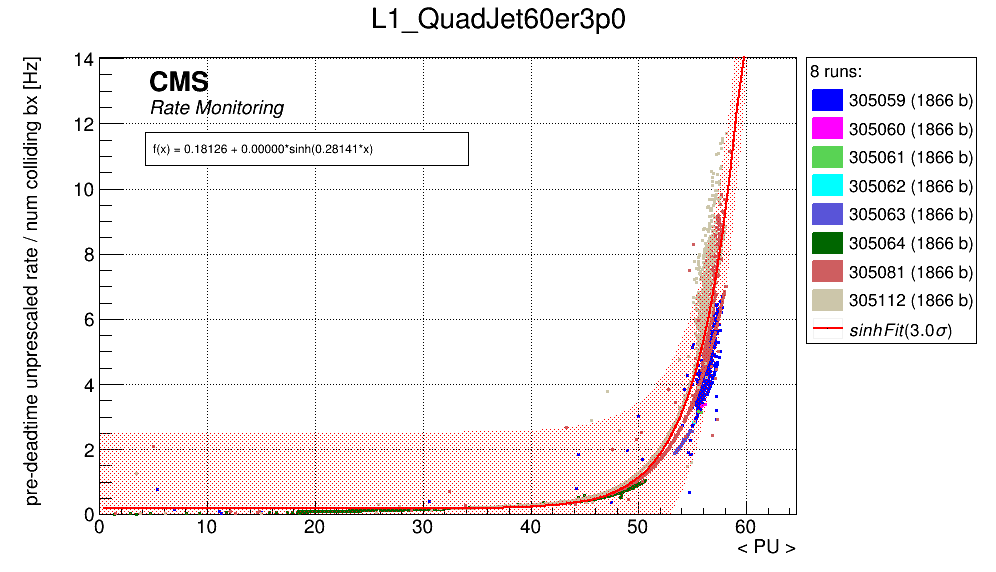 L1_QuadJet60er3p0
pre-deadtime unprescaled rate / num colliding bx [Hz]
14
12
10
8
6
4
2
0
CMS
Rate Monitoring
f(x) = 0.18126 + 0.00000*sinh(0.28141*x)
0 10 20 30 40 50 60
< PU >
8 runs:
305059 (1866 b)
305060 (1866 b)
305061 (1866 b)
305062 (1866 b)
305063 (1866 b)
305064 (1866 b)
305081 (1866 b)
305112 (1866 b)
sinhFit(3.0σ)